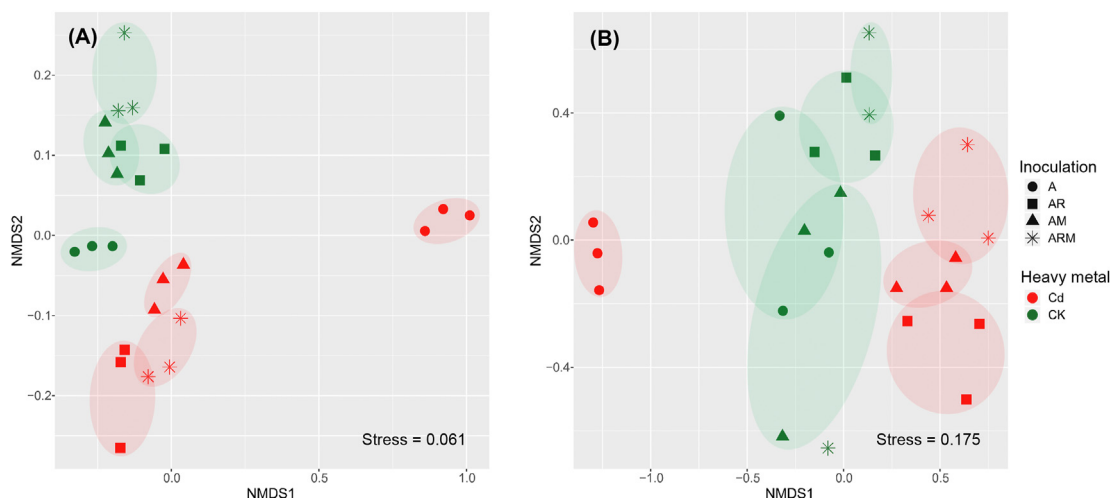 (A)
0.2
0.1
0.0
−0.1
−0.2
NMDS2
0.0
0.5
1.0
NMDS1
Stress = 0.061
(B)
0.4
0.0
−0.4
NMDS2
−1.0
−0.5
0.0
0.5
NMDS1
Stress = 0.175
Inoculation
A
AR
AM
ARM
Heavy metal
Cd
CK